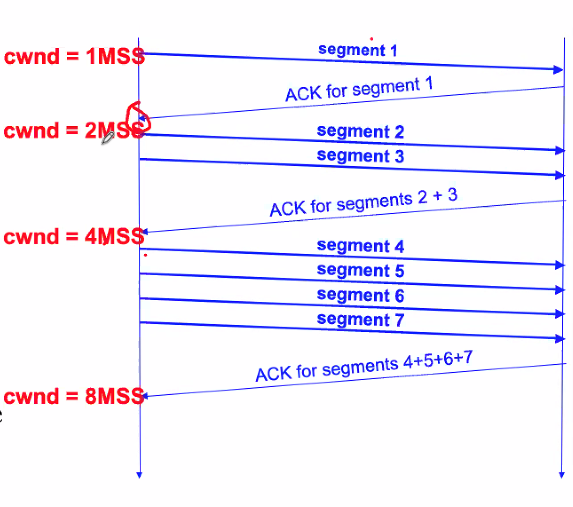 segment 1
cwnd = 1MSS
ACK for segment 1
cwnd = 2MSS
segment 2
segment 3
ACK for segments 2 + 3
cwnd = 4MSS
segment 4
segment 5
segment 6
segment 7
ACK for segments 4+5+6+7
cwnd = 8MSS
e